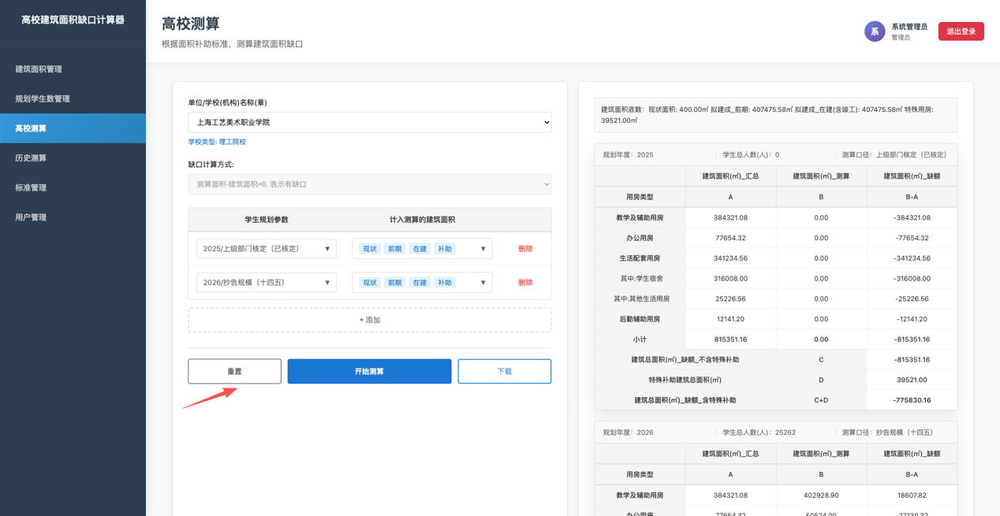 高校建筑面积缺口计算器
建筑面积管理
规划学生数管理
高校测算
历史测算
标准管理
用户管理
高校测算
根据面积补助标准，测算建筑面积缺口
系
系统管理员
管理员
退出登录
单位/学校(机构)名称(章)
上海工艺美术职业学院
学校类型: 理工院校
缺口计算方式:
测算面积-建筑面积>0, 表示有缺口
学生规划参数 计入测算的建筑面积
2025/上级部门核定（已核定） ▼ 现状 前期 在建 补助 ▼ 删除
2026/抄告规模（十四五） ▼ 现状 前期 在建 补助 ▼ 删除
+ 添加
重置 开始测算 下载
建筑面积底数：现状面积: 400.00㎡ 拟建成_前期: 407475.58㎡ 拟建成_在建(含竣工): 407475.58㎡ 特殊用房:
39521.00㎡
规划年度：2025 学生总人数(人)：0 测算口径：上级部门核定（已核定）
建筑面积(㎡)_汇总 建筑面积(㎡)_测算 建筑面积(㎡)_缺额
用房类型 A B B-A
教学及辅助用房 384321.08 0.00 -384321.08
办公用房 77654.32 0.00 -77654.32
生活配套用房 341234.56 0.00 -341234.56
其中:学生宿舍 316008.00 0.00 -316008.00
其中:其他生活用房 25226.56 0.00 -25226.56
后勤辅助用房 12141.20 0.00 -12141.20
小计 815351.16 0.00 -815351.16
建筑总面积(㎡)_缺额_不含特殊补助 C -815351.16
特殊补助建筑总面积(㎡) D 39521.00
建筑总面积(㎡)_缺额_含特殊补助 C+D -775830.16
规划年度：2026 学生总人数(人)：25262 测算口径：抄告规模（十四五）
建筑面积(㎡)_汇总 建筑面积(㎡)_测算 建筑面积(㎡)_缺额
用房类型 A B B-A
教学及辅助用房 384321.08 402928.90 18607.82
办公用房 77654.32 50524.00 -27130.32